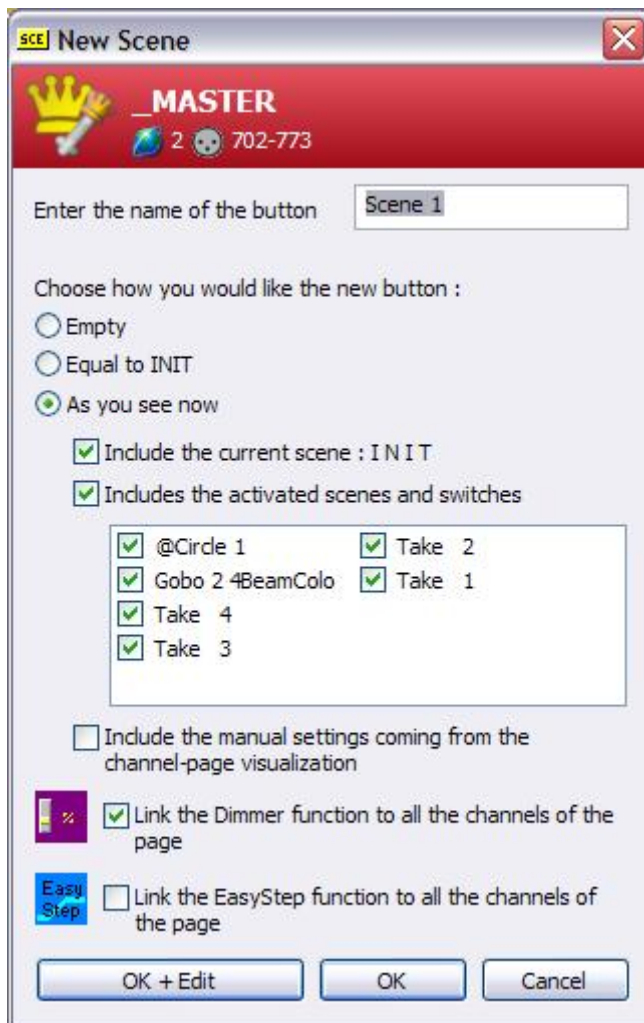 SCE New Scene
_MASTER
2 702-773
Enter the name of the button Scene 1
Choose how you would like the new button :
Empty
Equal to INIT
As you see now
Include the current scene : I N I T
Includes the activated scenes and switches
@Circle 1 Take 2
Gobo 2 4BeamColo Take 1
Take 4
Take 3
Include the manual settings coming from the
channel-page visualization
%
Link the Dimmer function to all the channels of the
page
Easy
Step
Link the EasyStep function to all the channels of
the page
OK + Edit OK Cancel